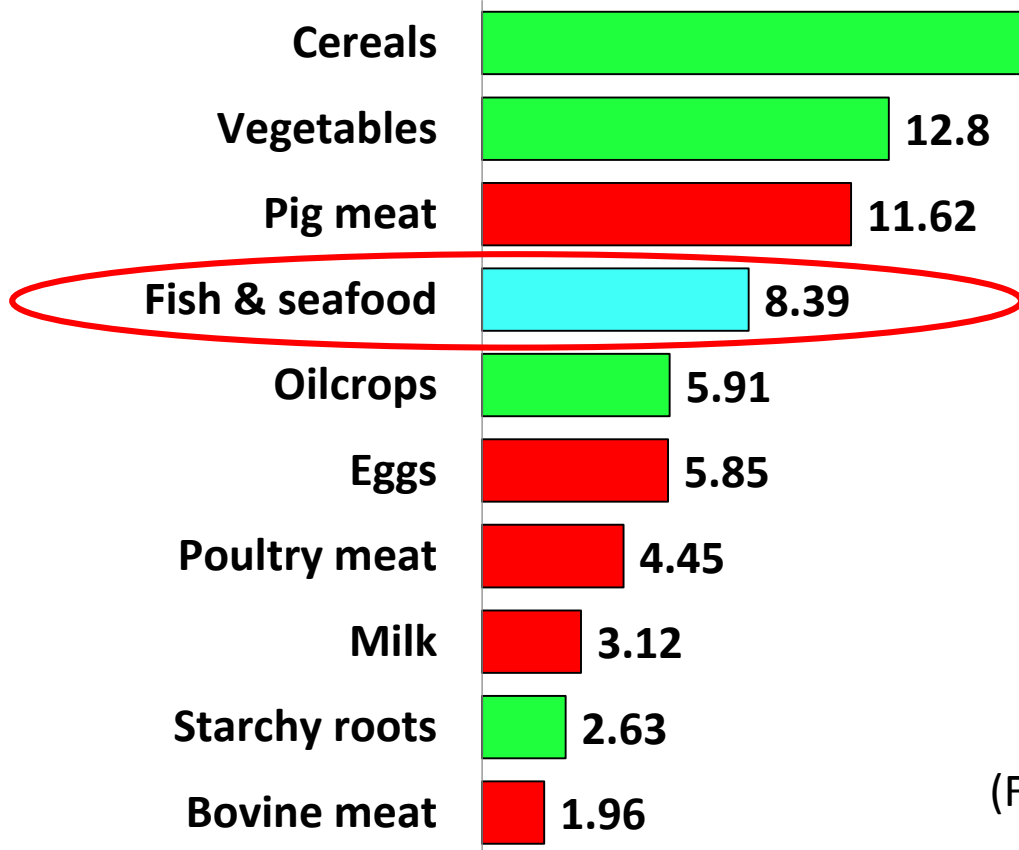 Cereals
Vegetables 12.8
Pig meat 11.62
Fish & seafood 8.39
Oilcrops 5.91
Eggs 5.85
Poultry meat 4.45
Milk 3.12
Starchy roots 2.63
(F
Bovine meat 1.96